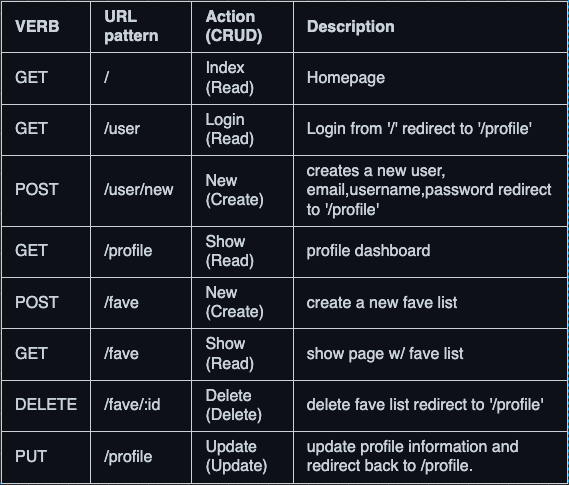 VERB URL pattern Action (CRUD) Description
GET / Index (Read) Homepage
GET /user Login (Read) Login from '/' redirect to '/profile'
POST /user/new New (Create) creates a new user, email,username,password redirect to '/profile'
GET /profile Show (Read) profile dashboard
POST /fave New (Create) create a new fave list
GET /fave Show (Read) show page w/ fave list
DELETE /fave/:id Delete (Delete) delete fave list redirect to '/profile'
PUT /profile Update (Update) update profile information and redirect back to /profile.